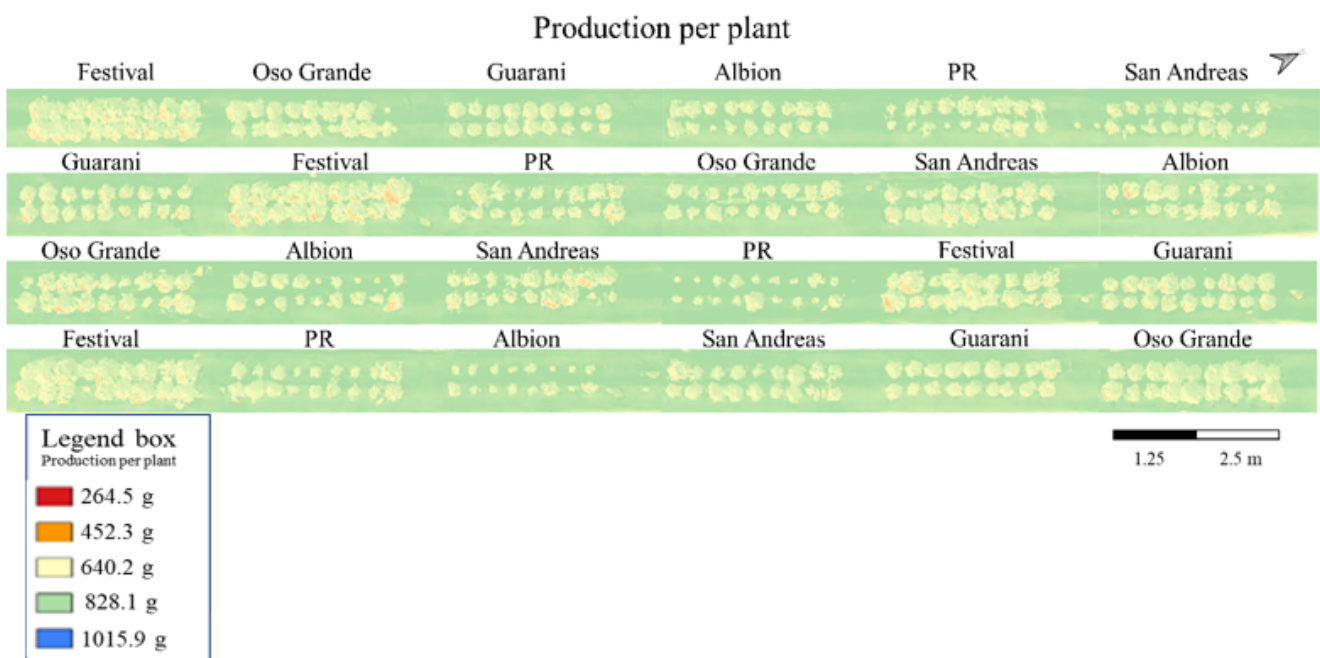 Production per plant
Festival Oso Grande Guarani Albion PR San Andreas
Guarani Festival PR Oso Grande San Andreas Albion
Oso Grande Albion San Andreas PR Festival Guarani
Festival PR Albion San Andreas Guarani Oso Grande
Legend box
Production per plant
264.5 g
452.3 g
640.2 g
828.1 g
1015.9 g
1.25 2.5 m